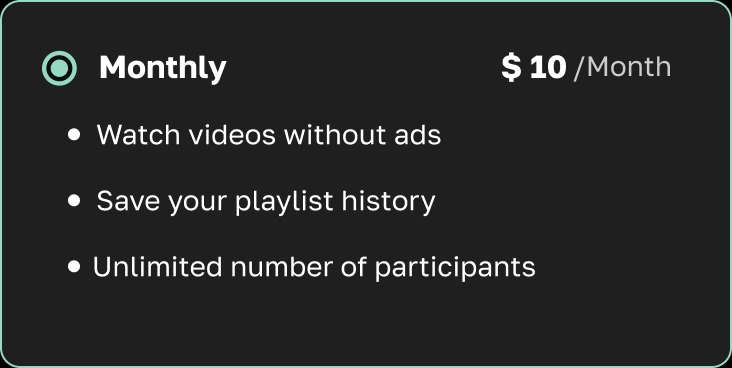 Monthly $ 10 /Month
• Watch videos without ads
• Save your playlist history
• Unlimited number of participants